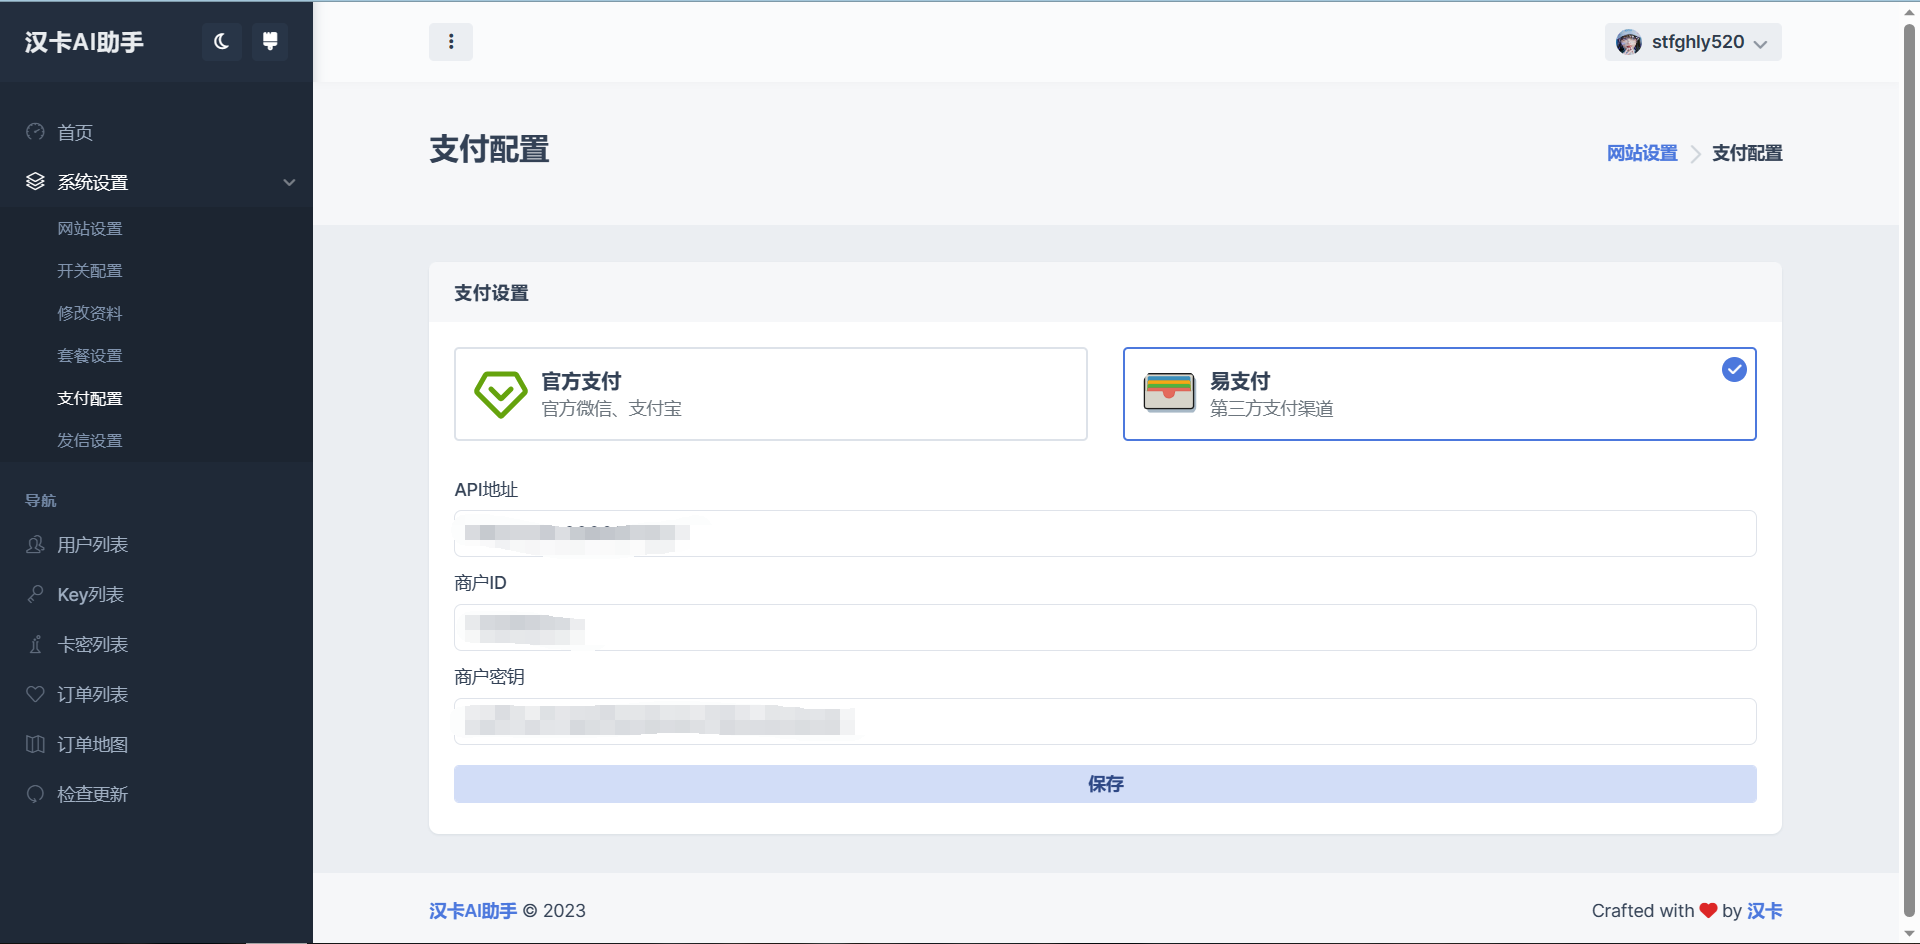 汉卡AI助手
stfghly520
首页
系统设置
网站设置
开关配置
修改资料
套餐设置
支付配置
发信设置
导航
用户列表
Key列表
卡密列表
订单列表
订单地图
检查更新
支付配置
网站设置
支付配置
支付设置
官方支付
官方微信、支付宝
易支付
第三方支付渠道
API地址
商户ID
商户密钥
保存
汉卡AI助手 © 2023
Crafted with by 汉卡